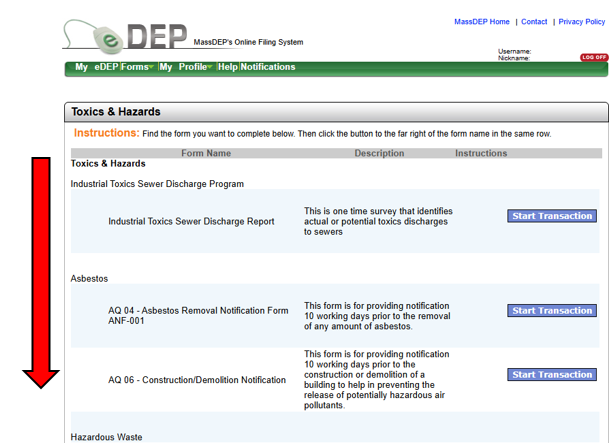 MassDEP Home | Contact | Privacy Policy
eDEP MassDEP's Online Filing System
Username:
Nickname:
LOG OFF
My eDEP Forms My Profile Help Notifications
Toxics & Hazards
Instructions: Find the form you want to complete below. Then click the button to the far right of the form name in the same row.
Form Name Description Instructions
Toxics & Hazards
Industrial Toxics Sewer Discharge Program
Industrial Toxics Sewer Discharge Report
This is one time survey that identifies
actual or potential toxics discharges
to sewers
Start Transaction
Asbestos
AQ 04 - Asbestos Removal Notification Form
ANF-001
This form is for providing notification
10 working days prior to the removal
of any amount of asbestos.
Start Transaction
AQ 06 - Construction/Demolition Notification
This form is for providing notification
10 working days prior to the
construction or demolition of a
building to help in preventing the
release of potentially hazardous air
pollutants.
Start Transaction
Hazardous Waste